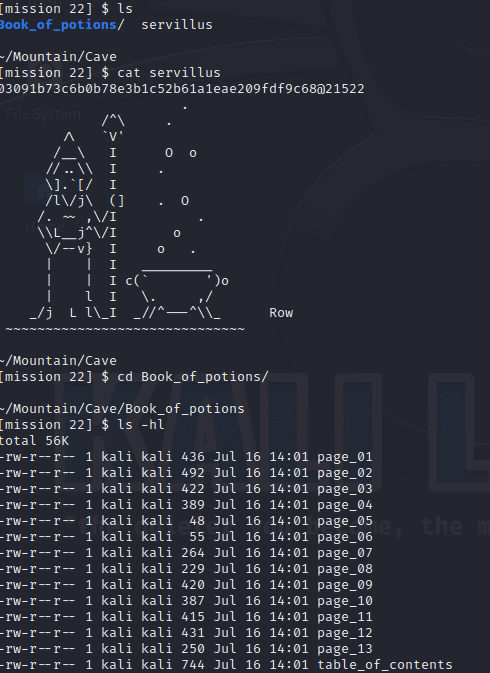 [mission 22] $ ls
Book_of_potions/  servillus

~/Mountain/Cave
[mission 22] $ cat servillus
03091b73c6b0b78e3b1c52b61a1eae209fdf9c68@21522
                       .
             /^\     .
        /\   `V'
       /__\   I      O  o
      //..\\  I     .
      \].`[/  I
      /l\/j\  (]    .  O
     /. ~~ ,\/I          .
     \\L__j^\/I       o
      \/--v}  I     o   .
      |    |  I   _________
      |    |  I c(`       ')o
      |    l  I   \.     ,/
    _/j  L l\_I  _//^---^\\_      Row
 ~~~~~~~~~~~~~~~~~~~~~~~~~~~~~~

~/Mountain/Cave
[mission 22] $ cd Book_of_potions/

~/Mountain/Cave/Book_of_potions
[mission 22] $ ls -hl
total 56K
-rw-r--r-- 1 kali kali 436 Jul 16 14:01 page_01
-rw-r--r-- 1 kali kali 492 Jul 16 14:01 page_02
-rw-r--r-- 1 kali kali 422 Jul 16 14:01 page_03
-rw-r--r-- 1 kali kali 389 Jul 16 14:01 page_04
-rw-r--r-- 1 kali kali  48 Jul 16 14:01 page_05
-rw-r--r-- 1 kali kali  55 Jul 16 14:01 page_06
-rw-r--r-- 1 kali kali 264 Jul 16 14:01 page_07
-rw-r--r-- 1 kali kali 229 Jul 16 14:01 page_08
-rw-r--r-- 1 kali kali 420 Jul 16 14:01 page_09
-rw-r--r-- 1 kali kali 387 Jul 16 14:01 page_10
-rw-r--r-- 1 kali kali 415 Jul 16 14:01 page_11
-rw-r--r-- 1 kali kali 431 Jul 16 14:01 page_12
-rw-r--r-- 1 kali kali 250 Jul 16 14:01 page_13
-rw-r--r-- 1 kali kali 744 Jul 16 14:01 table_of_contents
File System
KALI L